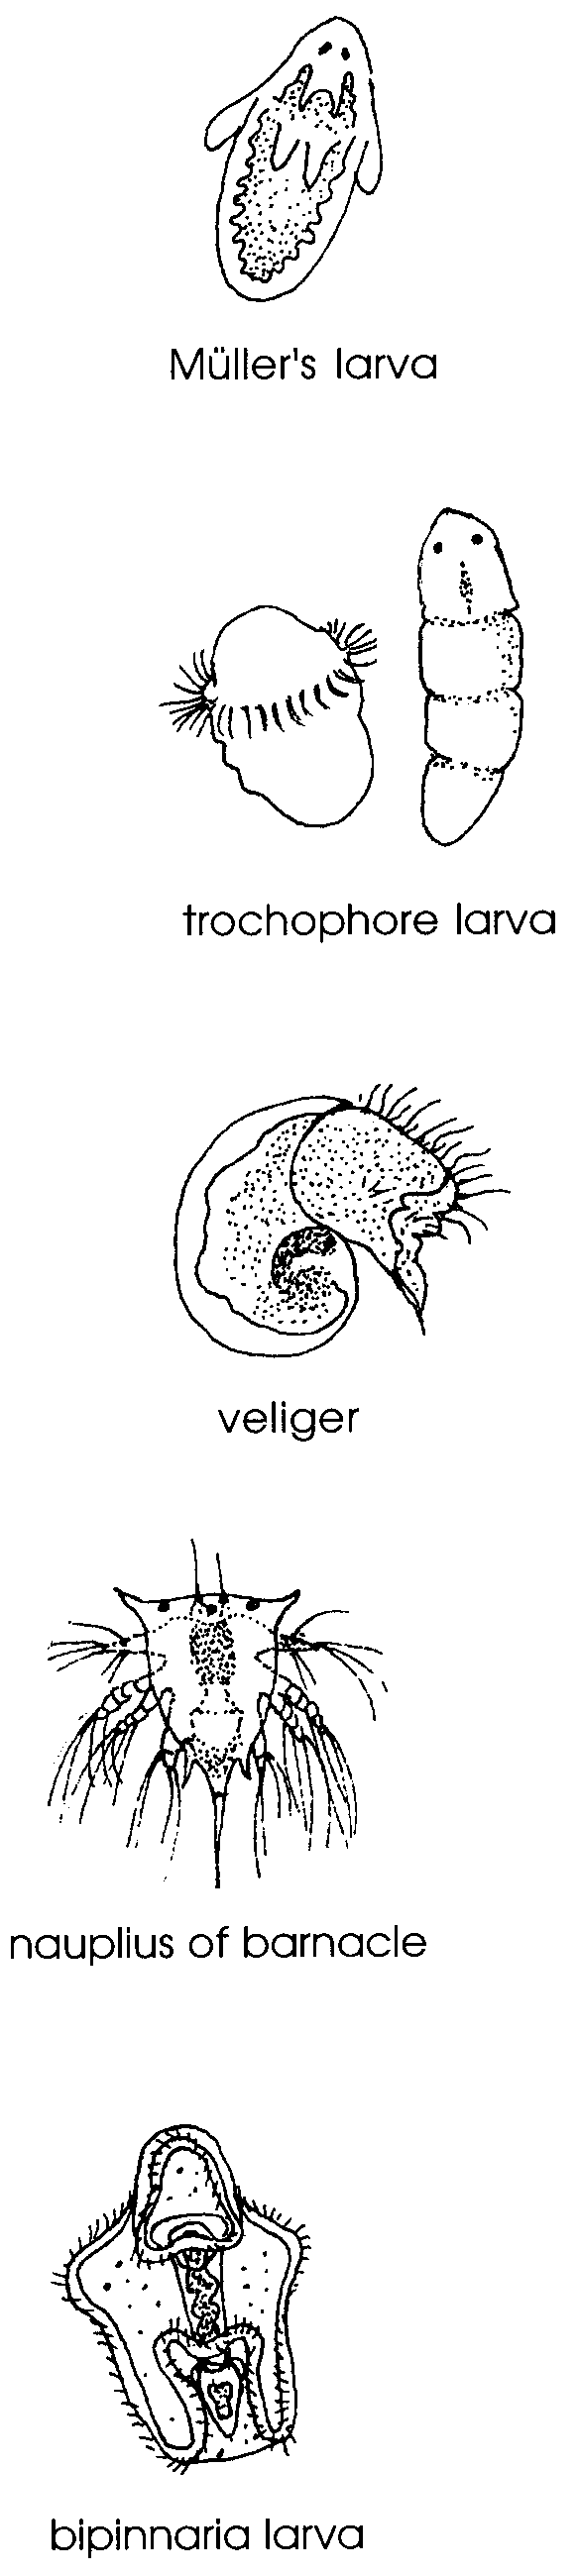 Müller's larva
trochophore larva
veliger
nauplius of barnacle
bipinnaria larva